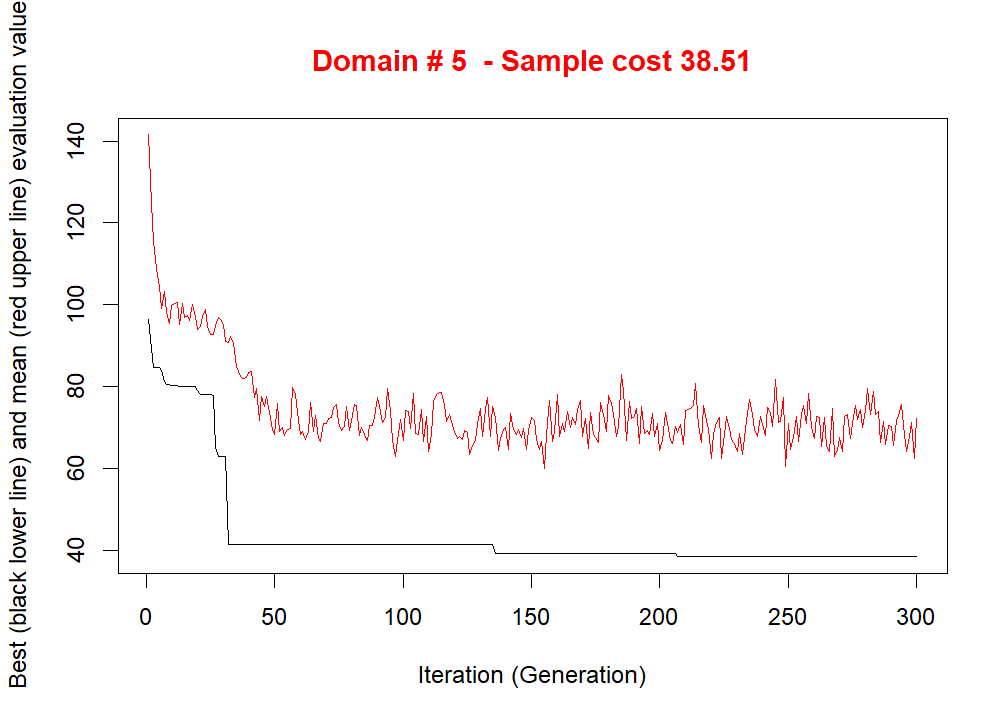 Domain # 5  - Sample cost 38.51
Best (black lower line) and mean (red upper line) evaluation value
140
120
100
80
60
40
0 50 100 150 200 250 300
Iteration (Generation)